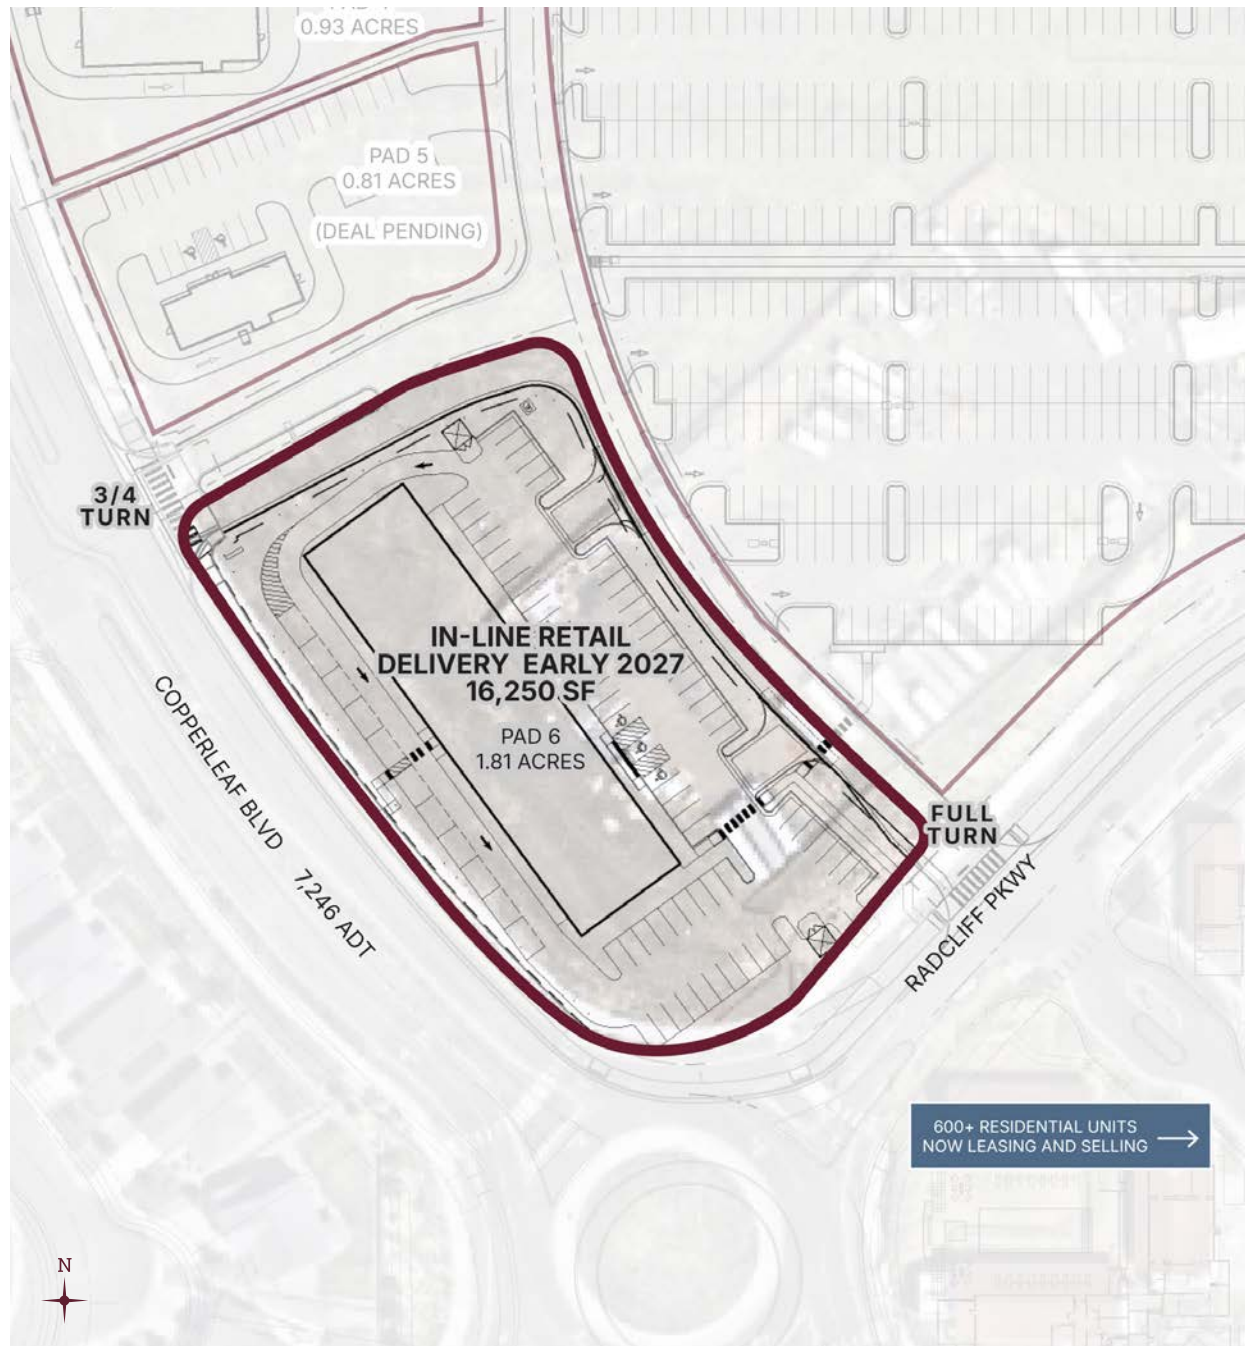 0.93 ACRES
PAD 5
0.81 ACRES
(DEAL PENDING)
3/4
TURN
IN-LINE RETAIL
DELIVERY EARLY 2027
16,250 SF
PAD 6
1.81 ACRES
COPPERLEAF BLVD 7,246 ADT
FULL
TURN
RADCLIFF PKWY
600+ RESIDENTIAL UNITS
NOW LEASING AND SELLING
N